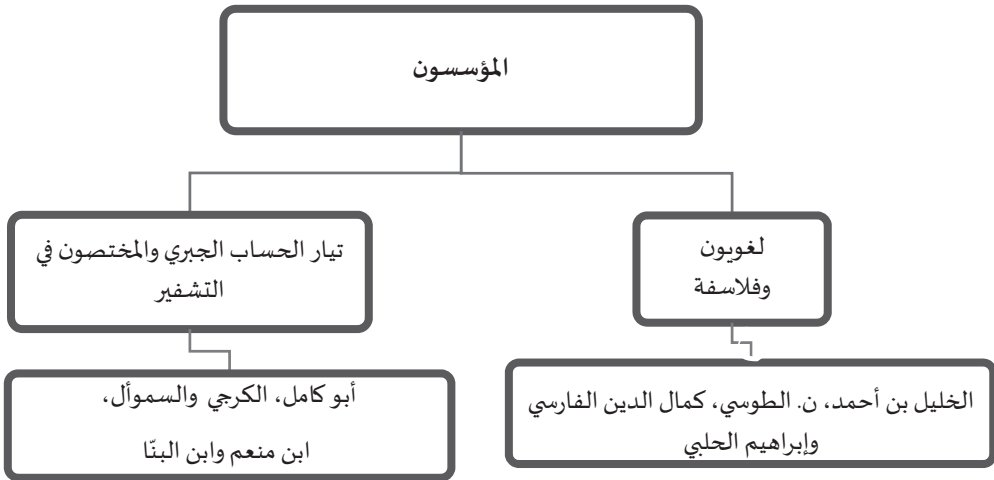 المؤسسون
لغويون
وفلاسفة
تيار الحساب الجبري والمختصون في
التشفير
الخليل بن أحمد، ن. الطوسي، كمال الدين الفارسي
وإبراهيم الحلبي
أبو كامل، الكرجي والسموأل،
ابن منعم وابن البنّا